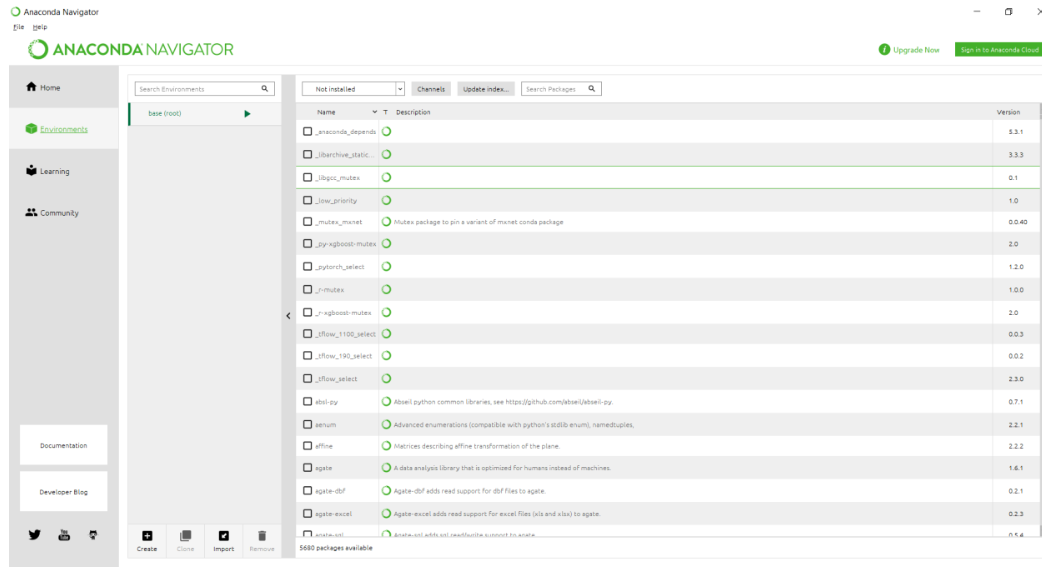 Anaconda Navigator
File Help
ANACONDA NAVIGATOR
Upgrade Now
Sign in to Anaconda Cloud
Home
Environments
Learning
Community
Documentation
Developer Blog
Search Environments
base (root)
Create Clone Import Remove
Not installed Channels Update index... Search Packages
Name T Description Version
_anaconda_depends 5.3.1
_libarchive_static... 3.3.3
_libgcc_mutex 0.1
_low_priority 1.0
_mutex_mxnet Mutex package to pin a variant of mxnet conda package 0.0.40
_py-xgboost-mutex 2.0
_pytorch_select 1.2.0
_r-mutex 1.0.0
_r-xgboost-mutex 2.0
_tflow_1100_select 0.0.3
_tflow_190_select 0.0.2
_tflow_select 2.3.0
absl-py Abseil python common libraries, see https://github.com/abseil/abseil-py. 0.7.1
aenum Advanced enumerations (compatible with python's stdlib enum), namedtuples, 2.2.1
affine Matrices describing affine transformation of the plane. 2.2.2
agate A data analysis library that is optimized for humans instead of machines. 1.6.1
agate-dbf Agate-dbf adds read support for dbf files to agate. 0.2.1
agate-excel Agate-excel adds read support for excel files (xls and xlsx) to agate. 0.2.3
agate-sql Agate-sql adds sql read/write support to agate. 0.5.4
5680 packages available